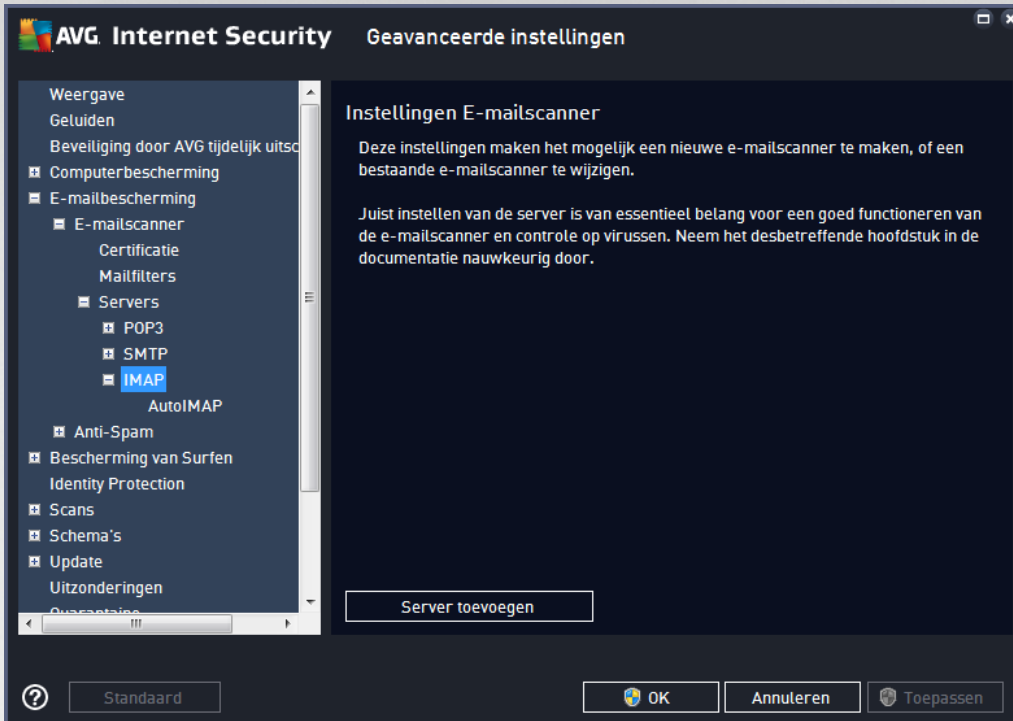 AVG. Internet Security
Geavanceerde instellingen
Weergave
Geluiden
Beveiliging door AVG tijdelijk uitsc
Computerbescherming
E-mailbescherming
E-mailscanner
Certificatie
Mailfilters
Servers
POP3
SMTP
IMAP
AutoIMAP
Anti-Spam
Bescherming van Surfen
Identity Protection
Scans
Schema's
Update
Uitzonderingen
Quarantaine
Instellingen E-mailscanner
Deze instellingen maken het mogelijk een nieuwe e-mailscanner te maken, of een
bestaande e-mailscanner te wijzigen.
Juist instellen van de server is van essentieel belang voor een goed functioneren van
de e-mailscanner en controle op virussen. Neem het desbetreffende hoofdstuk in de
documentatie nauwkeurig door.
Server toevoegen
Standaard
OK
Annuleren
Toepassen